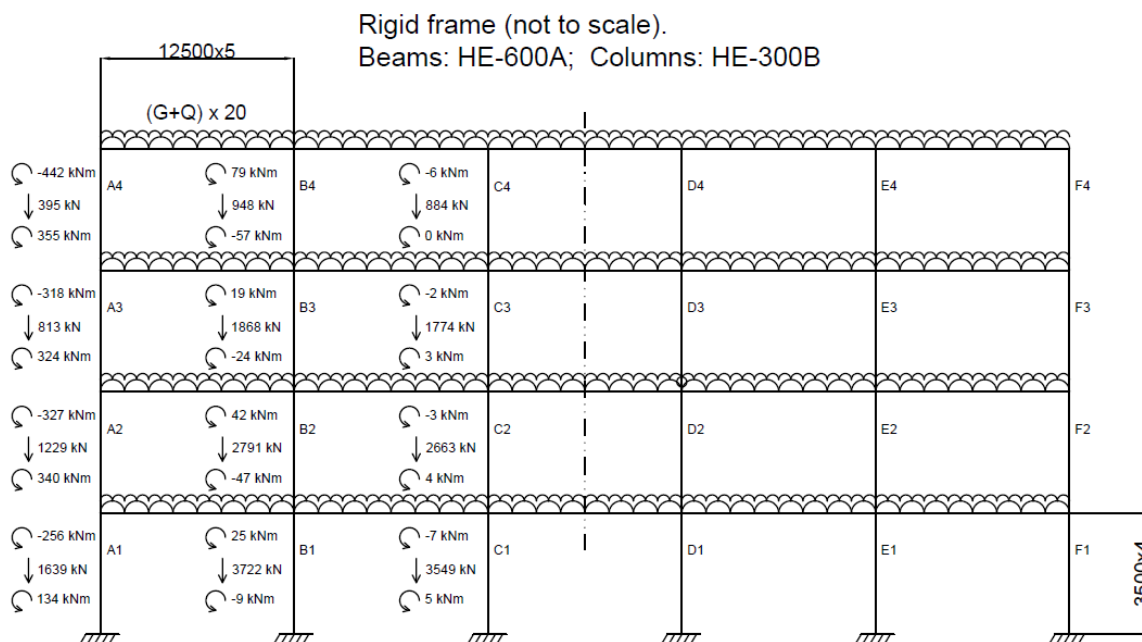 Rigid frame (not to scale).
Beams: HE-600A; Columns: HE-300B
12500x5
(G+Q) x 20
-442 kNm 79 kNm -6 kNm
A4 B4 C4 D4 E4 F4
395 kN 948 kN 884 kN
355 kNm -57 kNm 0 kNm
-318 kNm 19 kNm -2 kNm
A3 B3 C3 D3 E3 F3
813 kN 1868 kN 1774 kN
324 kNm -24 kNm 3 kNm
-327 kNm 42 kNm -3 kNm
A2 B2 C2 D2 E2 F2
1229 kN 2791 kN 2663 kN
340 kNm -47 kNm 4 kNm
-256 kNm 25 kNm -7 kNm
A1 B1 C1 D1 E1 F1
1639 kN 3722 kN 3549 kN
134 kNm -9 kNm 5 kNm
3500x4